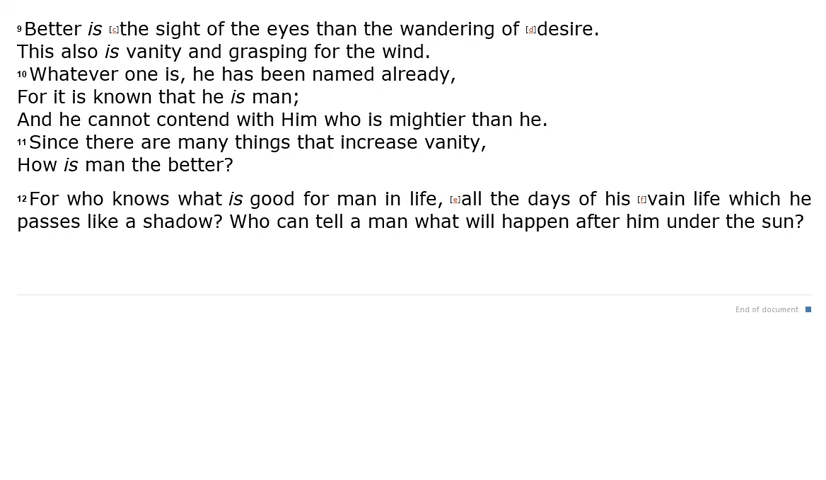 9 Better is [c]the sight of the eyes than the wandering of [d]desire.
This also is vanity and grasping for the wind.
10 Whatever one is, he has been named already,
For it is known that he is man;
And he cannot contend with Him who is mightier than he.
11 Since there are many things that increase vanity,
How is man the better?
12 For who knows what is good for man in life, [e]all the days of his [f]vain life which he
passes like a shadow? Who can tell a man what will happen after him under the sun?
End of document